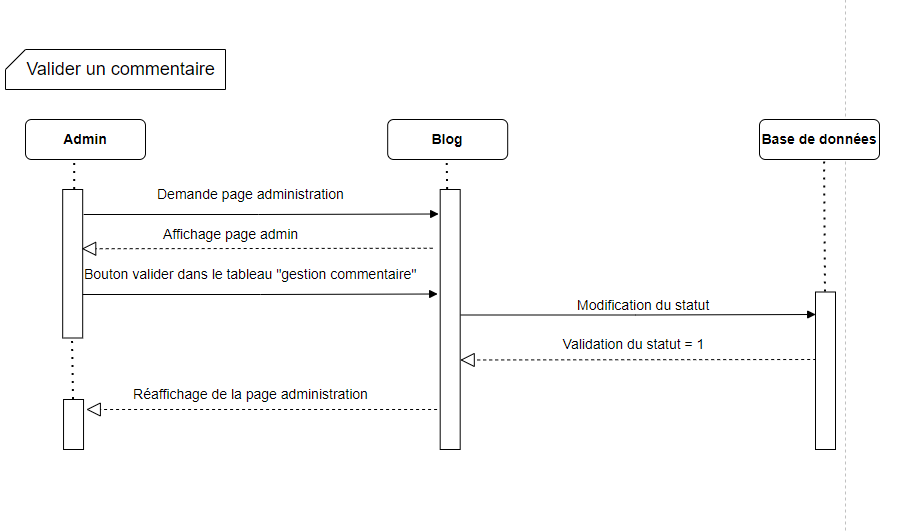 Valider un commentaire
Admin
Blog
Base de données
Demande page administration
Affichage page admin
Bouton valider dans le tableau "gestion commentaire"
Modification du statut
Validation du statut = 1
Réaffichage de la page administration